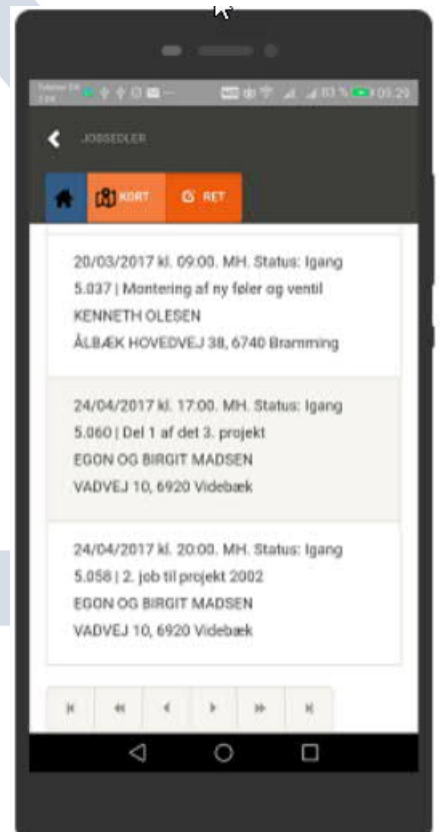 83 % 09.29
JOBSEDLER
KORT RET
20/03/2017 kl. 09:00. MH. Status: Igang
5.037 | Montering af ny føler og ventil
KENNETH OLESEN
ÅLBÆK HOVEDVEJ 38, 6740 Bramming
24/04/2017 kl. 17:00. MH. Status: Igang
5.060 | Del 1 af det 3. projekt
EGON OG BIRGIT MADSEN
VADVEJ 10, 6920 Videbæk
24/04/2017 kl. 20:00. MH. Status: Igang
5.058 | 2. job til projekt 2002
EGON OG BIRGIT MADSEN
VADVEJ 10, 6920 Videbæk